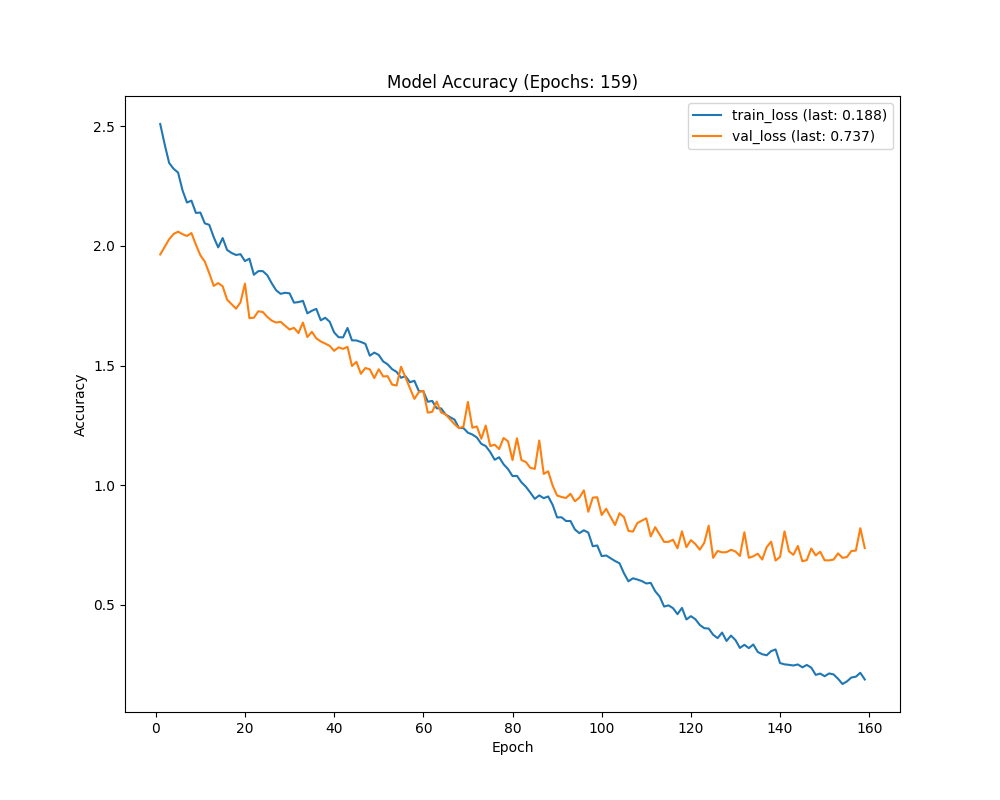 Model Accuracy (Epochs: 159)
train_loss (last: 0.188)
val_loss (last: 0.737)
2.5
2.0
1.5
1.0
0.5
Accuracy
0 20 40 60 80 100 120 140 160
Epoch